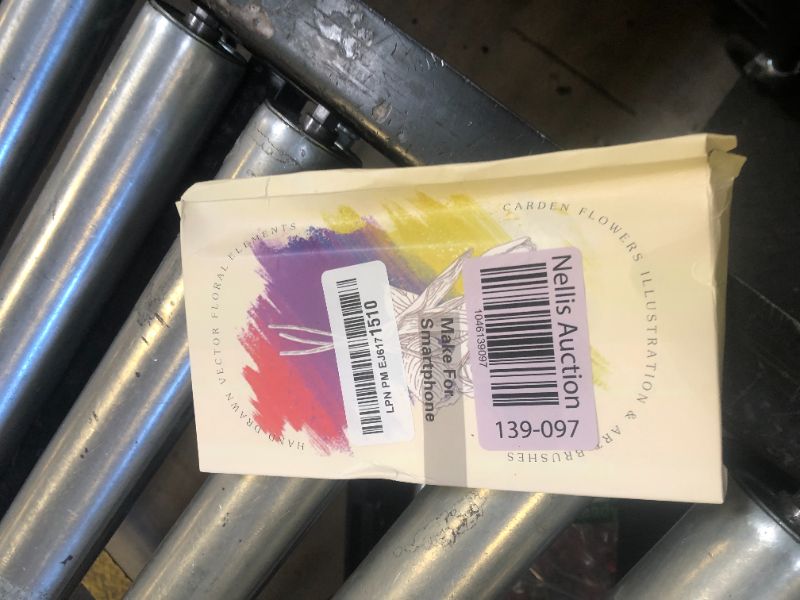 HAND DRAWN VECTOR FLORAL ELEMENTS
CARDEN FLOWERS ILLUSTRATION & ART BRUSHES
LPN PM EJ6171510
Make For
Smartphone
1046139097
Nellis Auction
139-097